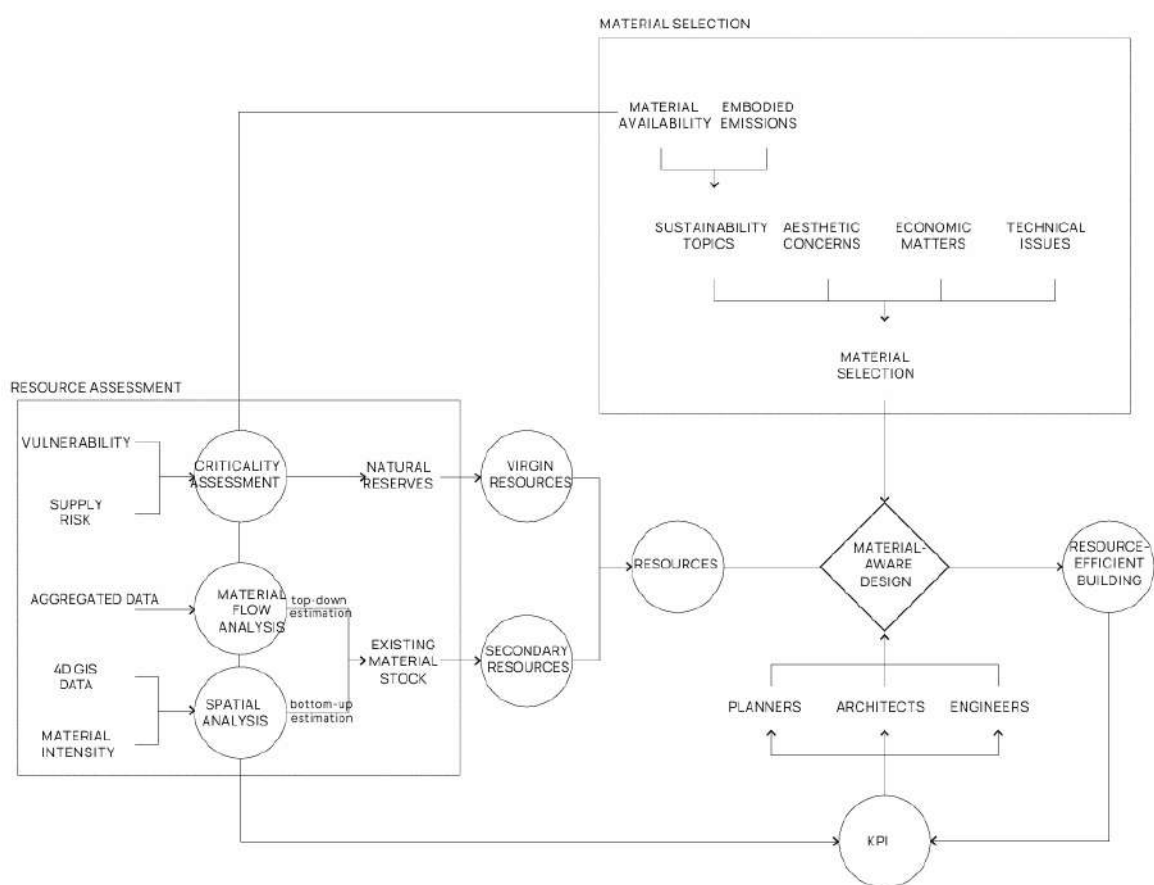 MATERIAL SELECTION
MATERIAL
AVAILABILITY
EMBODIED
EMISSIONS
SUSTAINABILITY
TOPICS
AESTHETIC
CONCERNS
ECONOMIC
MATTERS
TECHNICAL
ISSUES
MATERIAL
SELECTION
RESOURCE ASSESSMENT
VULNERABILITY
SUPPLY
RISK
CRITICALITY
ASSESSMENT
NATURAL
RESERVES
VIRGIN
RESOURCES
AGGREGATED DATA
MATERIAL
FLOW
ANALYSIS
top-down
estimation
4D GIS
DATA
MATERIAL
INTENSITY
SPATIAL
ANALYSIS
bottom-up
estimation
EXISTING
MATERIAL
STOCK
SECONDARY
RESOURCES
RESOURCES
MATERIAL-
AWARE
DESIGN
RESOURCE-
EFFICIENT
BUILDING
PLANNERS
ARCHITECTS
ENGINEERS
KPI